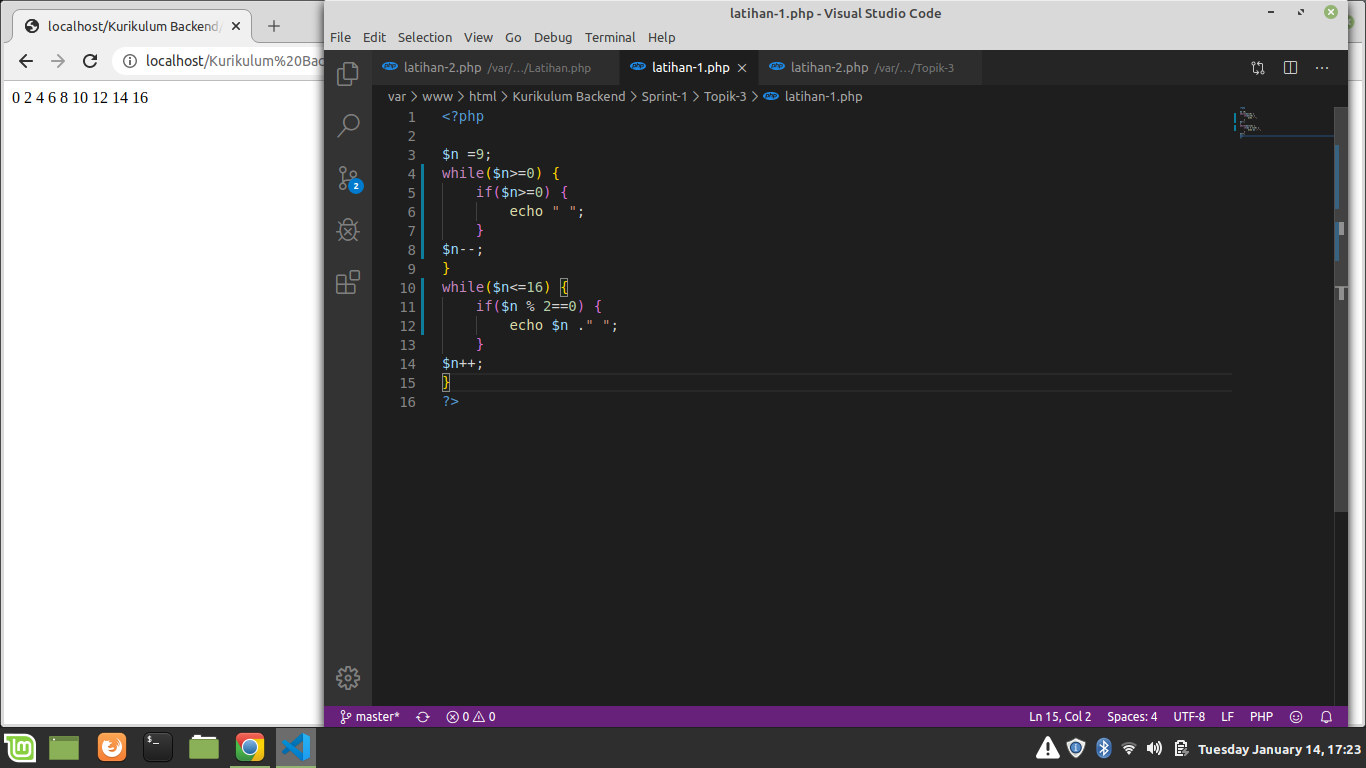 localhost/Kurikulum Backend/
localhost/Kurikulum%20Bac
0 2 4 6 8 10 12 14 16
latihan-1.php - Visual Studio Code
File Edit Selection View Go Debug Terminal Help
latihan-2.php /var/.../Latihan.php latihan-1.php latihan-2.php /var/.../Topik-3
var > www > html > Kurikulum Backend > Sprint-1 > Topik-3 > latihan-1.php
1 <?php
2
3 $n =9;
4 while($n>=0) {
5 if($n>=0) {
6 echo " ";
7 }
8 $n--;
9 }
10 while($n<=16) {
11 if($n % 2==0) {
12 echo $n ." ";
13 }
14 $n++;
15 }
16 ?>
2
master* 0 0 Ln 15, Col 2 Spaces: 4 UTF-8 LF PHP
Tuesday January 14, 17:23